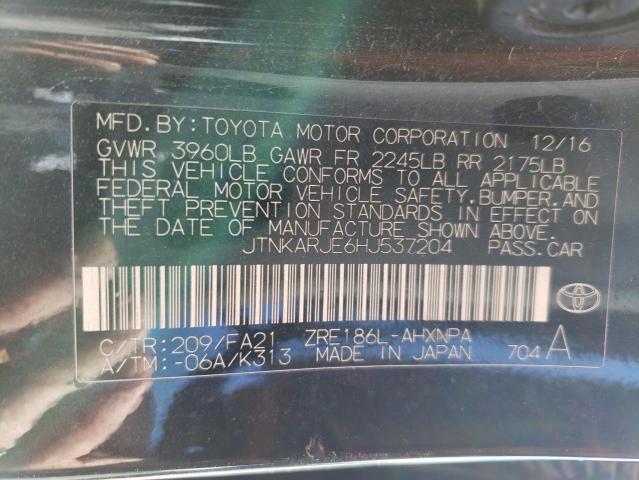 MFD.BY:TOYOTA MOTOR CORPORATION 12/16
GVWR 3960LB GAWR FR 2245LB RR 2175LB
THIS VEHICLE CONFORMS TO ALL APPLICABLE
FEDERAL MOTOR VEHICLE SAFETY,BUMPER,AND
THEFT PREVENTION STANDARDS IN EFFECT ON
THE DATE OF MANUFACTURE SHOWN ABOVE.
JTNKARJE6HJ537204 PASS.CAR
C/TR:209/FA21 ZRE186L-AHXNPA
A/TM:-06A/K313 MADE IN JAPAN 704 A